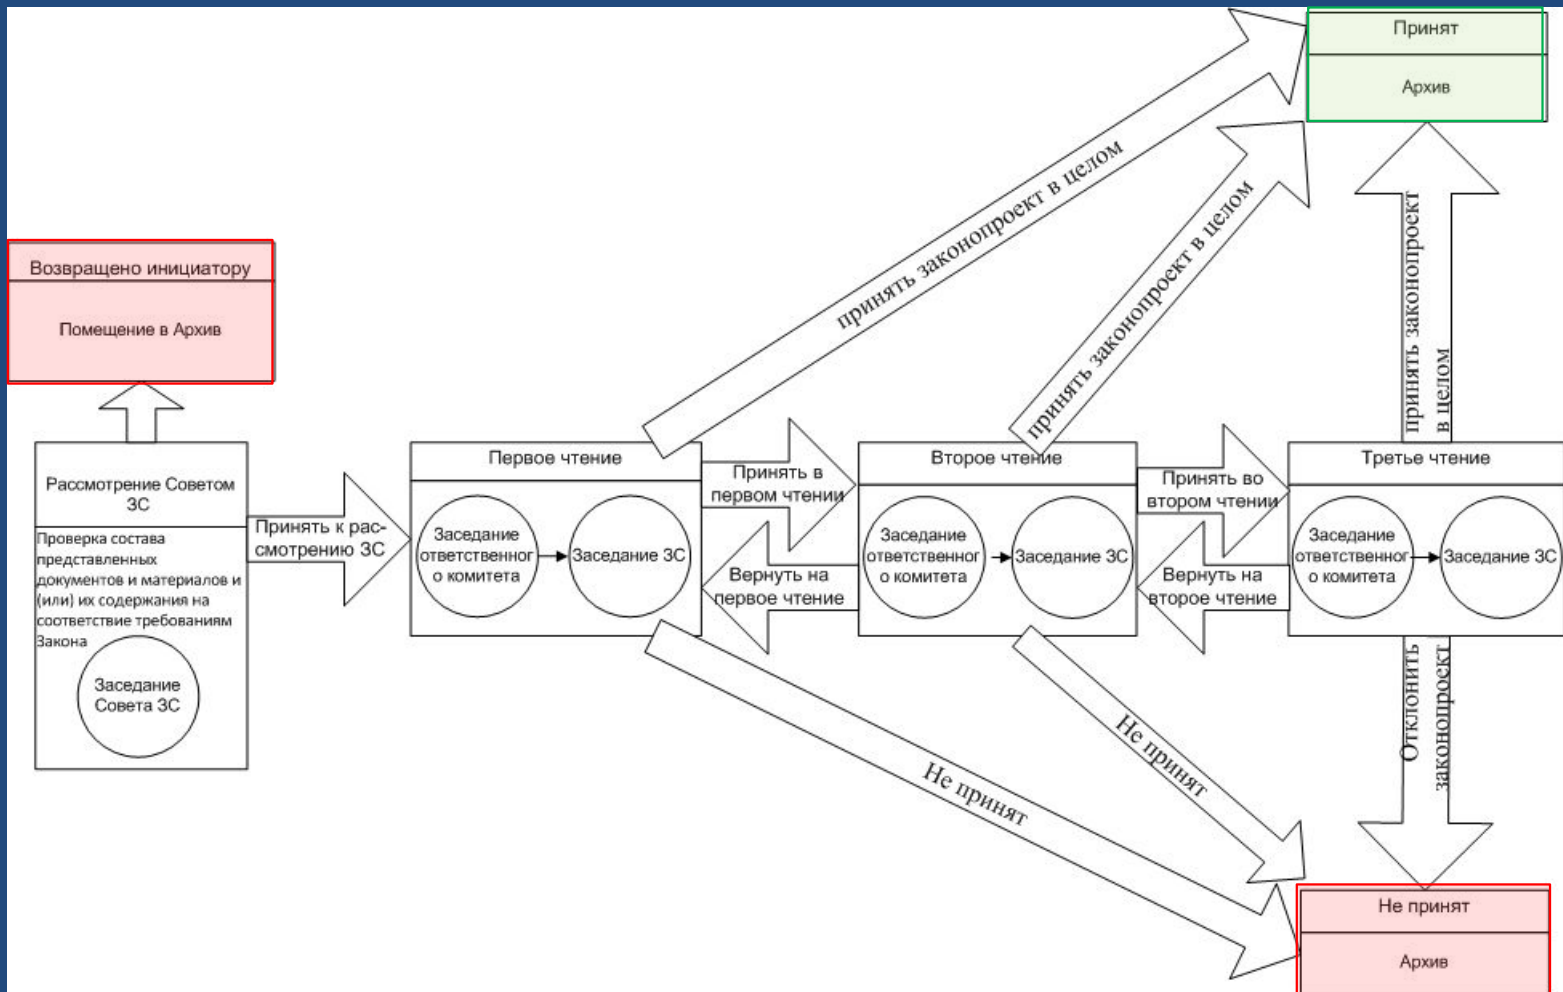 Принят
Архив
принять законопроект в целом
принять законопроект в целом
принять законопроект
в целом
Возвращено инициатору
Помещение в Архив
Рассмотрение Советом
ЗС
Проверка состава
представленных
документов и материалов и
(или) их содержания на
соответствие требованиям
Закона
Заседание
Совета ЗС
Принять к рас-
смотрению ЗС
Первое чтение
Заседание
ответственног
о комитета
Заседание ЗС
Принять в
первом чтении
Вернуть на
первое чтение
Второе чтение
Заседание
ответственног
о комитета
Заседание ЗС
Принять во
втором чтении
Вернуть на
второе чтение
Третье чтение
Заседание
ответственног
о комитета
Заседание ЗС
Не принят
Не принят
Отклонить
законопроект
Не принят
Архив